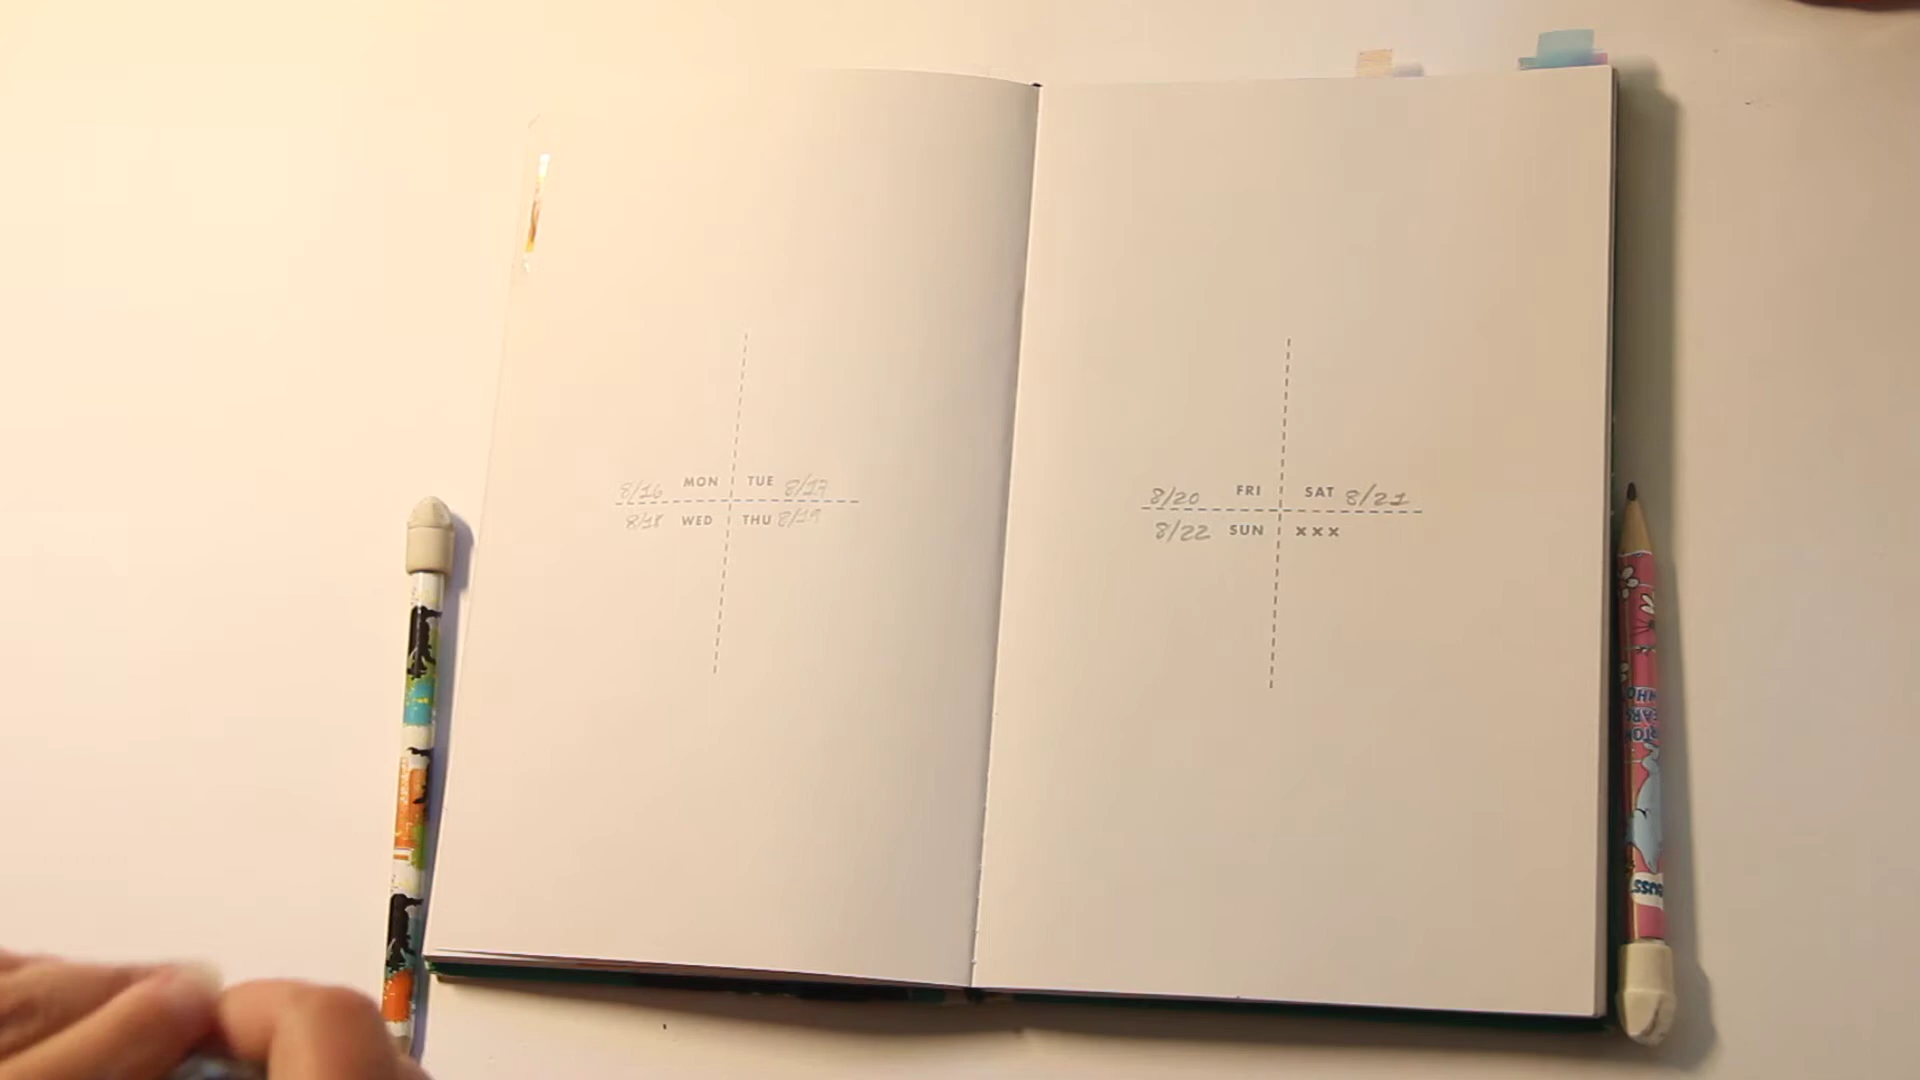 8/16 MON TUE 8/17
8/18 WED THU 8/19
8/20 FRI SAT 8/21
8/22 SUN xxx